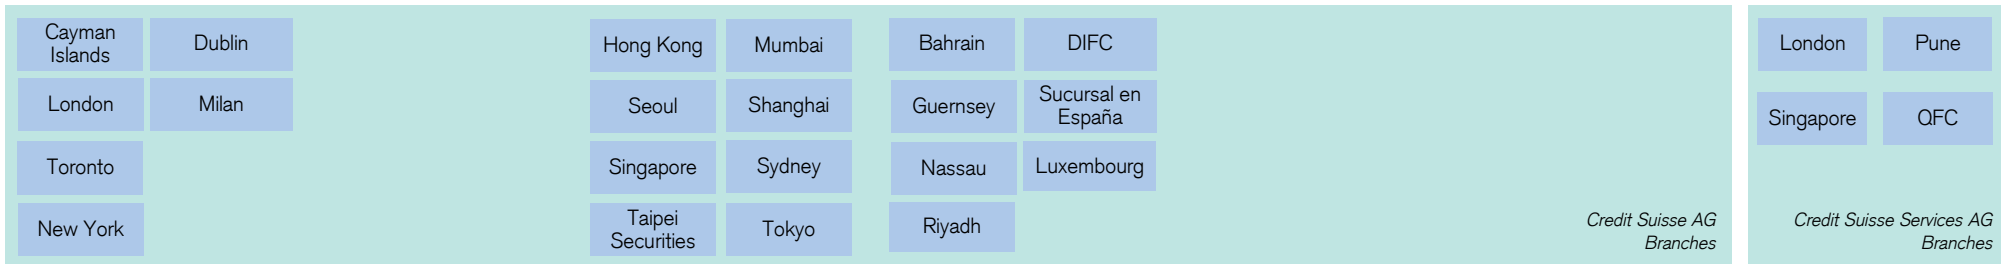 Cayman
Islands
Dublin
London
Milan
Toronto
New York
Hong Kong
Mumbai
Seoul
Shanghai
Singapore
Sydney
Taipei
Securities
Tokyo
Bahrain
DIFC
Guernsey
Sucursal en
España
Nassau
Luxembourg
Riyadh
Credit Suisse AG
Branches
London
Pune
Singapore
QFC
Credit Suisse Services AG
Branches